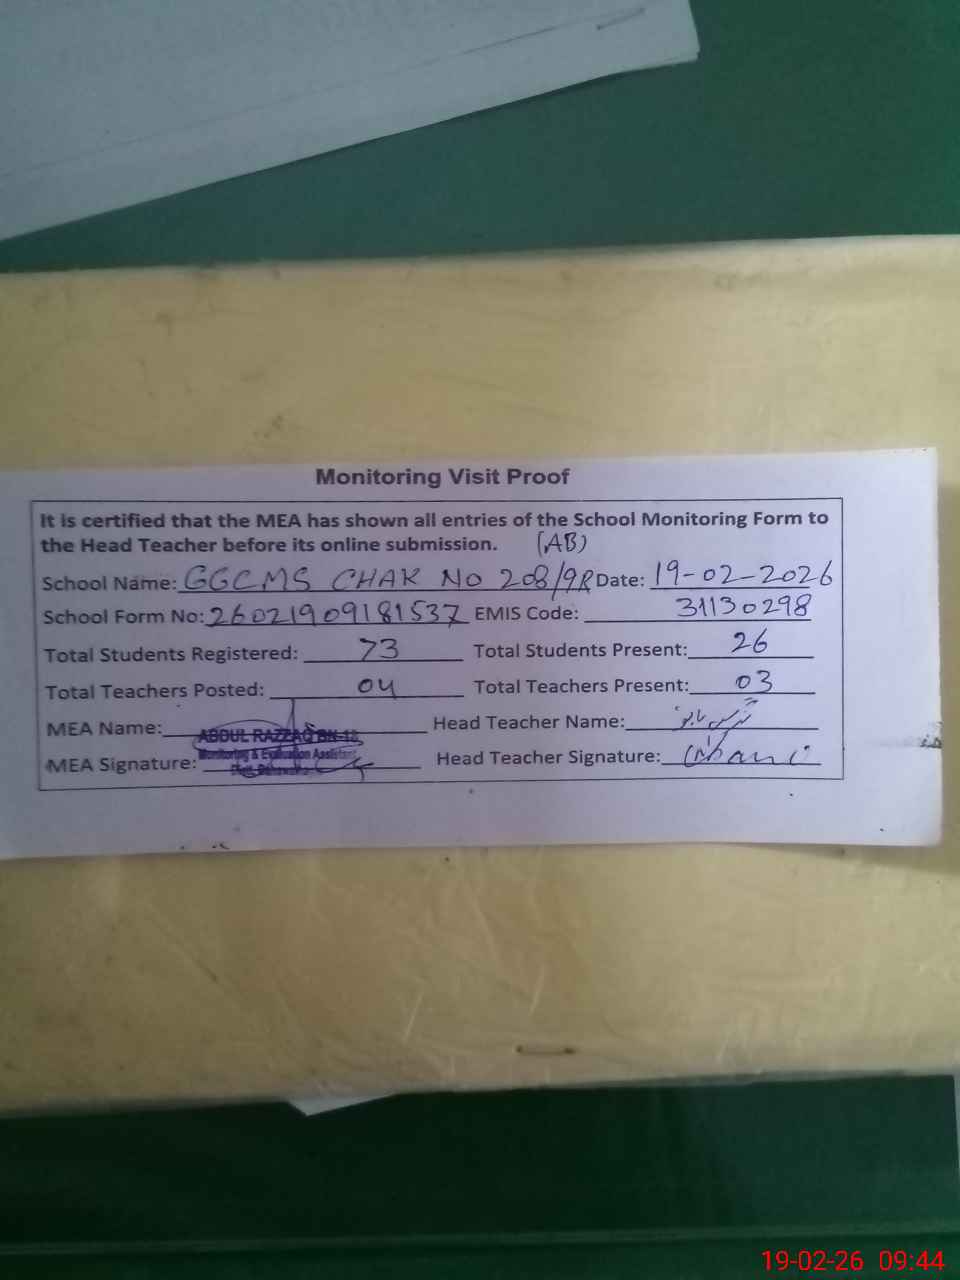 Monitoring Visit Proof
It is certified that the MEA has shown all entries of the School Monitoring Form to
the Head Teacher before its online submission. (AB)
School Name: GGCMS CHAK NO 208/9R Date: 19-02-2026
School Form No: 26021909181537 EMIS Code: 31130298
Total Students Registered: 73 Total Students Present: 26
Total Teachers Posted: 04 Total Teachers Present: 03
MEA Name: ABDUL RAZZAQ Head Teacher Name:
Monitoring & Evaluation Assistant
MEA Signature: Head Teacher Signature:
19-02-26 09:44